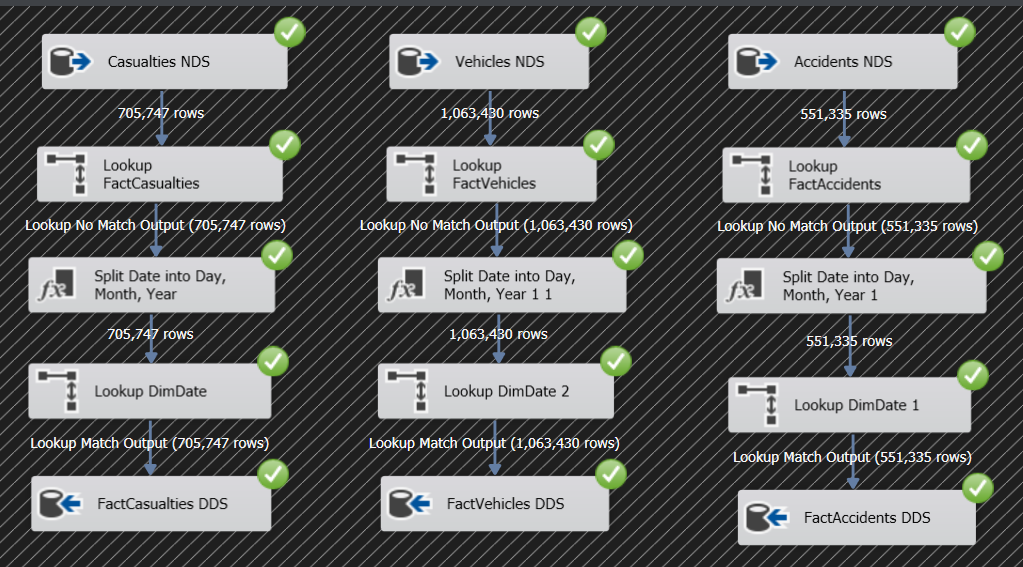 Casualties NDS
705,747 rows
Lookup
FactCasualties
Lookup No Match Output (705,747 rows)
Split Date into Day,
Month, Year
705,747 rows
Lookup DimDate
Lookup Match Output (705,747 rows)
FactCasualties DDS
Vehicles NDS
1,063,430 rows
Lookup
FactVehicles
Lookup No Match Output (1,063,430 rows)
Split Date into Day,
Month, Year 1 1
1,063,430 rows
Lookup DimDate 2
Lookup Match Output (1,063,430 rows)
FactVehicles DDS
Accidents NDS
551,335 rows
Lookup
FactAccidents
Lookup No Match Output (551,335 rows)
Split Date into Day,
Month, Year 1
551,335 rows
Lookup DimDate 1
Lookup Match Output (551,335 rows)
FactAccidents DDS